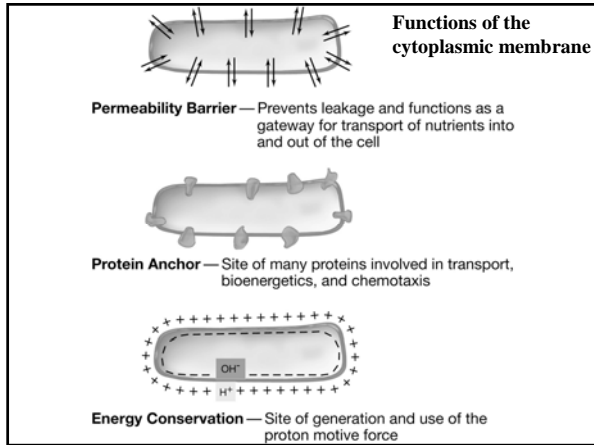 Functions of the
cytoplasmic membrane
Permeability Barrier — Prevents leakage and functions as a
gateway for transport of nutrients into
and out of the cell
Protein Anchor — Site of many proteins involved in transport,
bioenergetics, and chemotaxis
+ + + + + + + + + + + +
OH⁻
H⁺
Energy Conservation — Site of generation and use of the
proton motive force